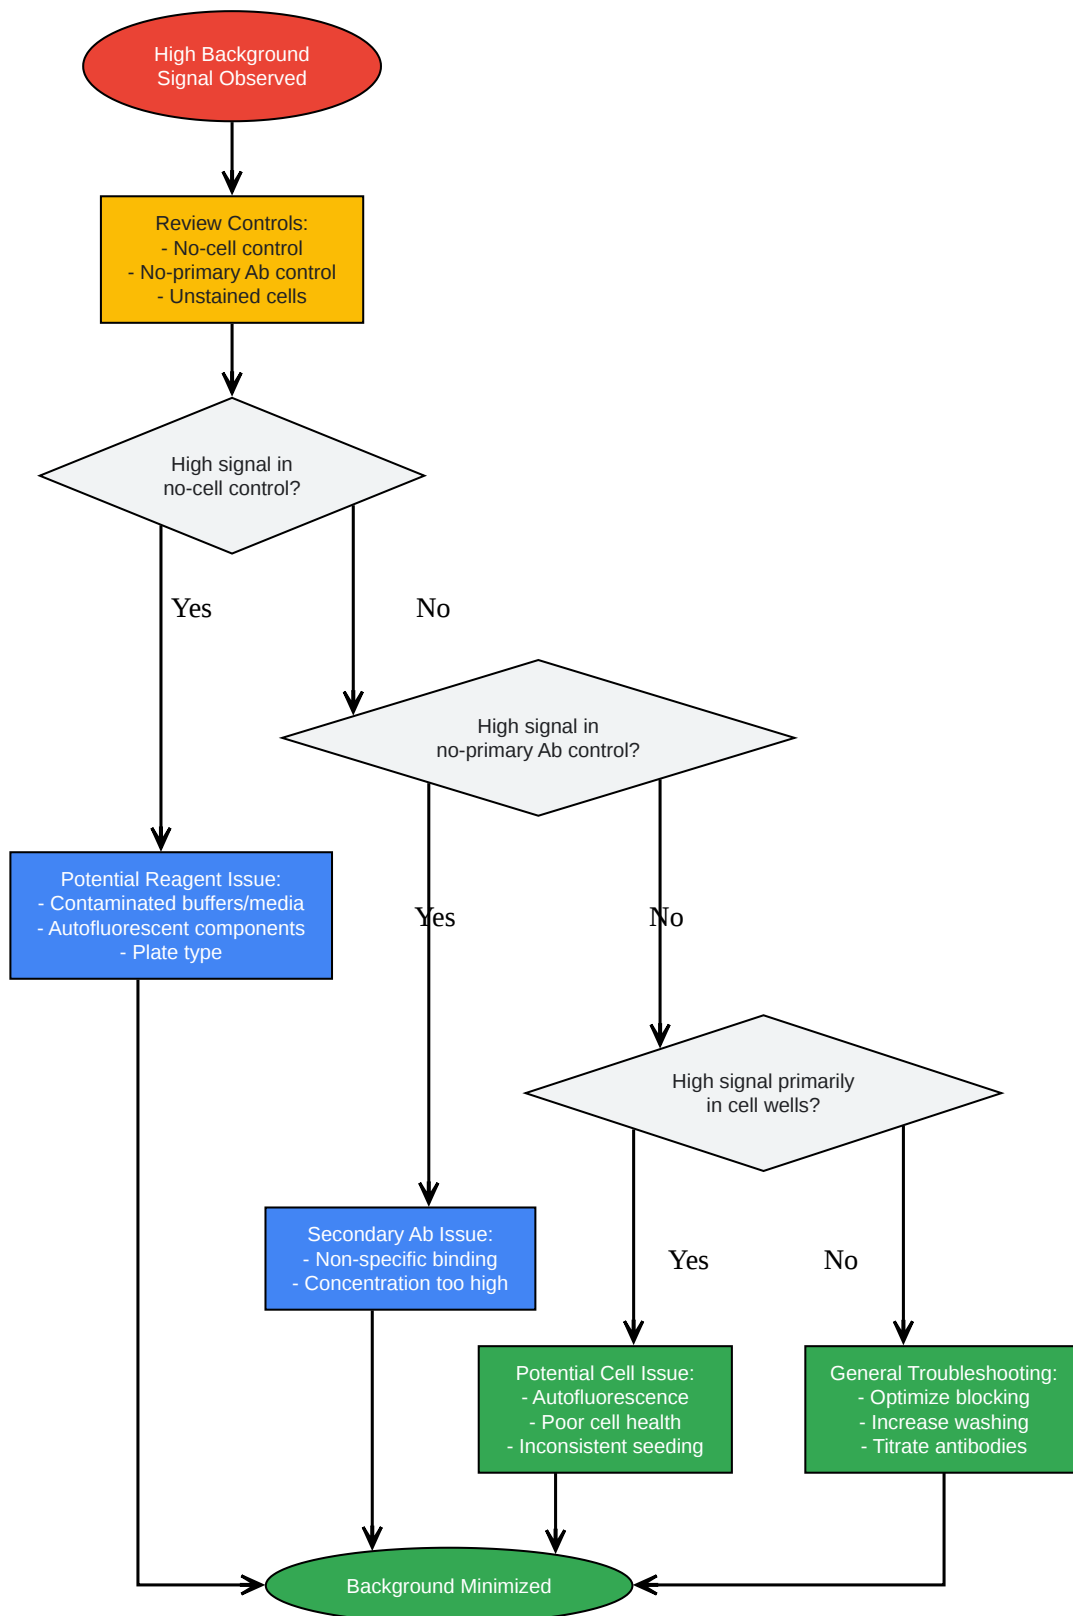 High Background
Signal Observed
Review Controls:
- No-cell control
- No-primary Ab control
- Unstained cells
High signal in
no-cell control?
Yes
No
High signal in
no-primary Ab control?
Potential Reagent Issue:
- Contaminated buffers/media
- Autofluorescent components
- Plate type
Yes
No
High signal primarily
in cell wells?
Secondary Ab Issue:
- Non-specific binding
- Concentration too high
Yes
No
Potential Cell Issue:
- Autofluorescence
- Poor cell health
- Inconsistent seeding
General Troubleshooting:
- Optimize blocking
- Increase washing
- Titrate antibodies
Background Minimized